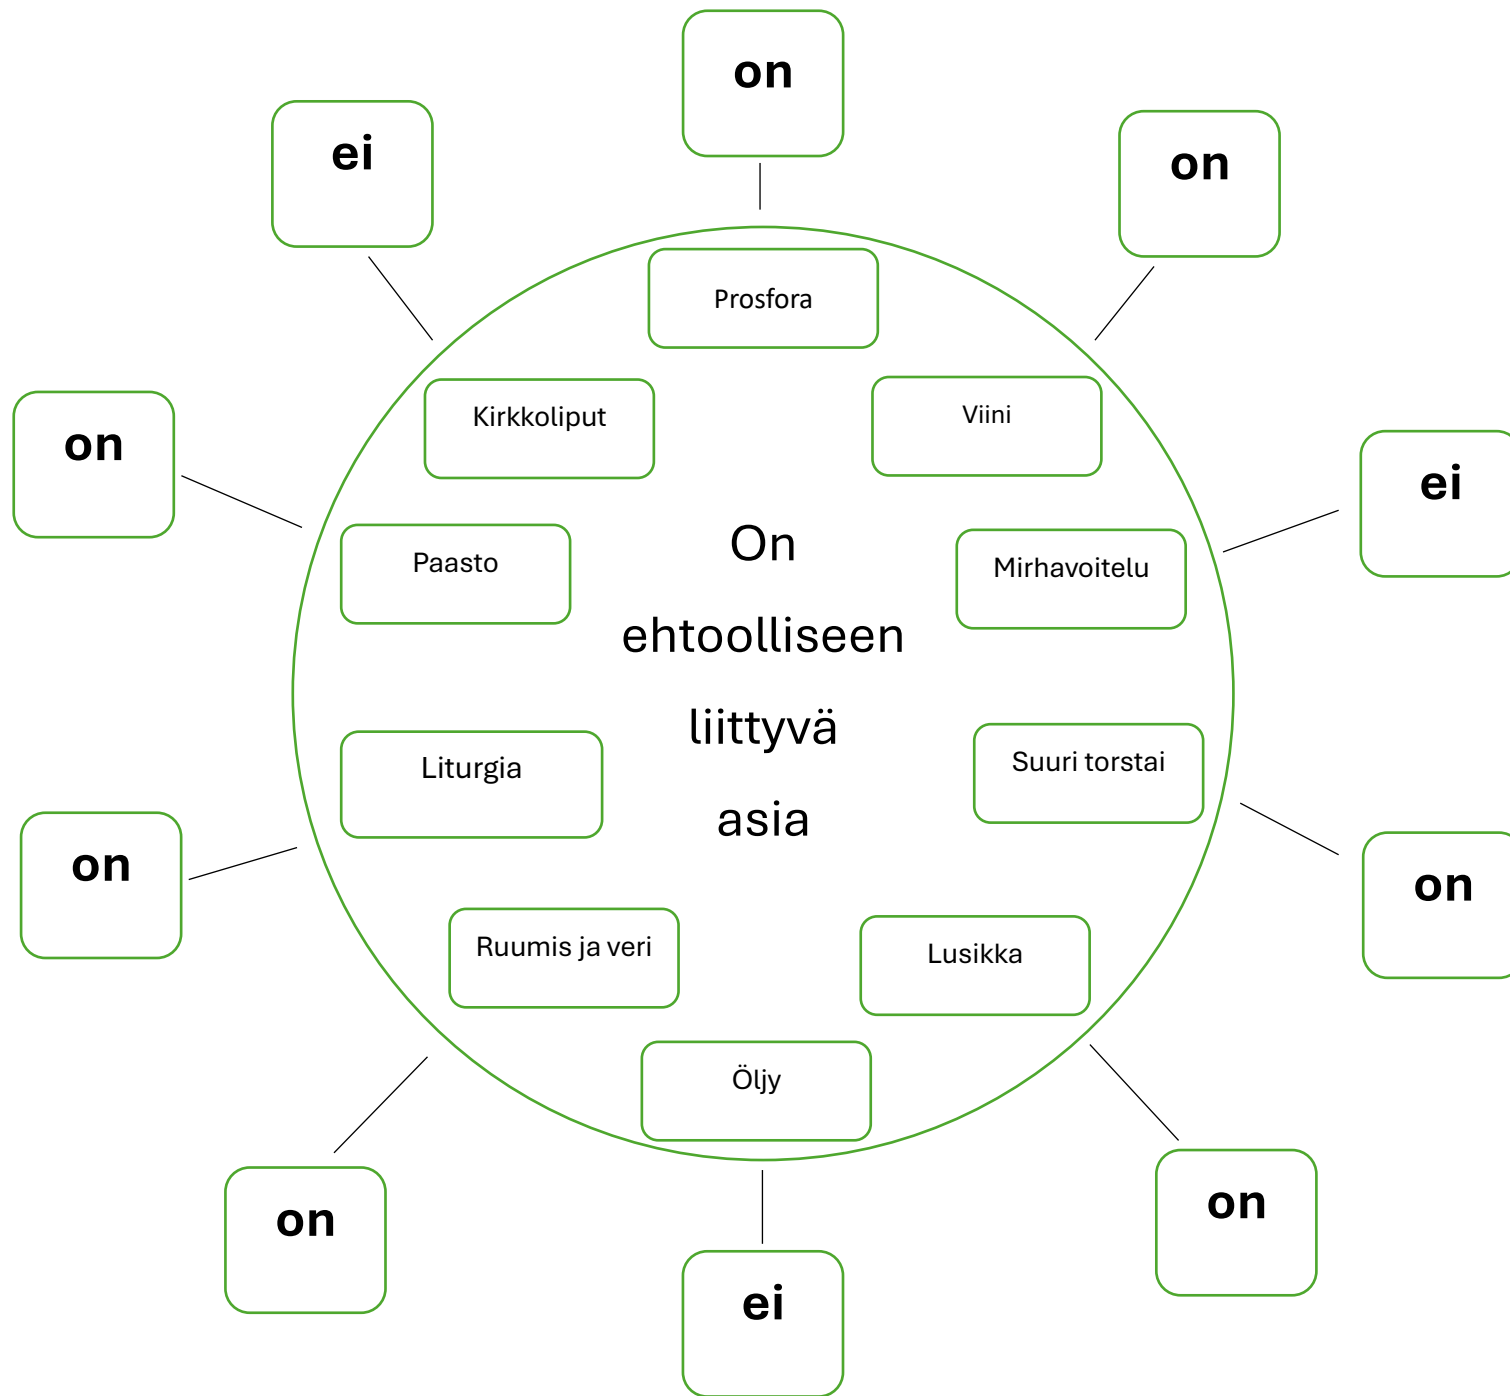 on
ei
on
Prosfora
Kirkkoliput
Viini
on
ei
On
ehtoolliseen
liittyvä
asia
Paasto
Mirhavoitelu
Liturgia
Suuri torstai
on
on
Ruumis ja veri
Lusikka
Öljy
on
on
ei